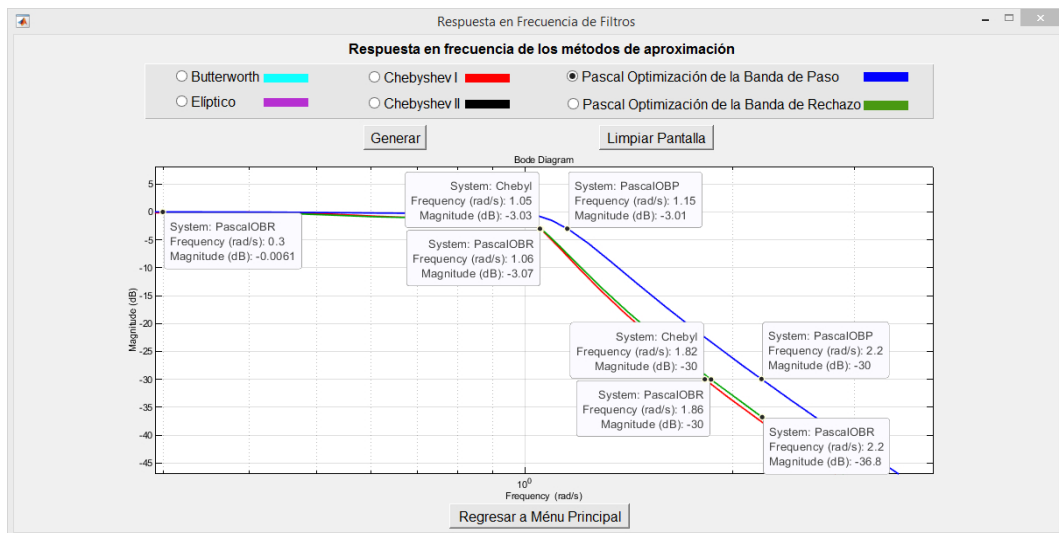 Respuesta en Frecuencia de Filtros
Respuesta en frecuencia de los métodos de aproximación
Butterworth
Chebyshev I
Pascal Optimización de la Banda de Paso
Elíptico
Chebyshev II
Pascal Optimización de la Banda de Rechazo
Generar
Limpiar Pantalla
Bode Diagram
Magnitude (dB)
5
0
-5
-10
-15
-20
-25
-30
-35
-40
-45
System: PascalOBR
Frequency (rad/s): 0.3
Magnitude (dB): -0.0061
System: ChebyI
Frequency (rad/s): 1.05
Magnitude (dB): -3.03
System: PascalOBP
Frequency (rad/s): 1.15
Magnitude (dB): -3.01
System: PascalOBR
Frequency (rad/s): 1.06
Magnitude (dB): -3.07
System: ChebyI
Frequency (rad/s): 1.82
Magnitude (dB): -30
System: PascalOBP
Frequency (rad/s): 2.2
Magnitude (dB): -30
System: PascalOBR
Frequency (rad/s): 1.86
Magnitude (dB): -30
System: PascalOBR
Frequency (rad/s): 2.2
Magnitude (dB): -36.8
10⁰
Frequency (rad/s)
Regresar a Ménu Principal